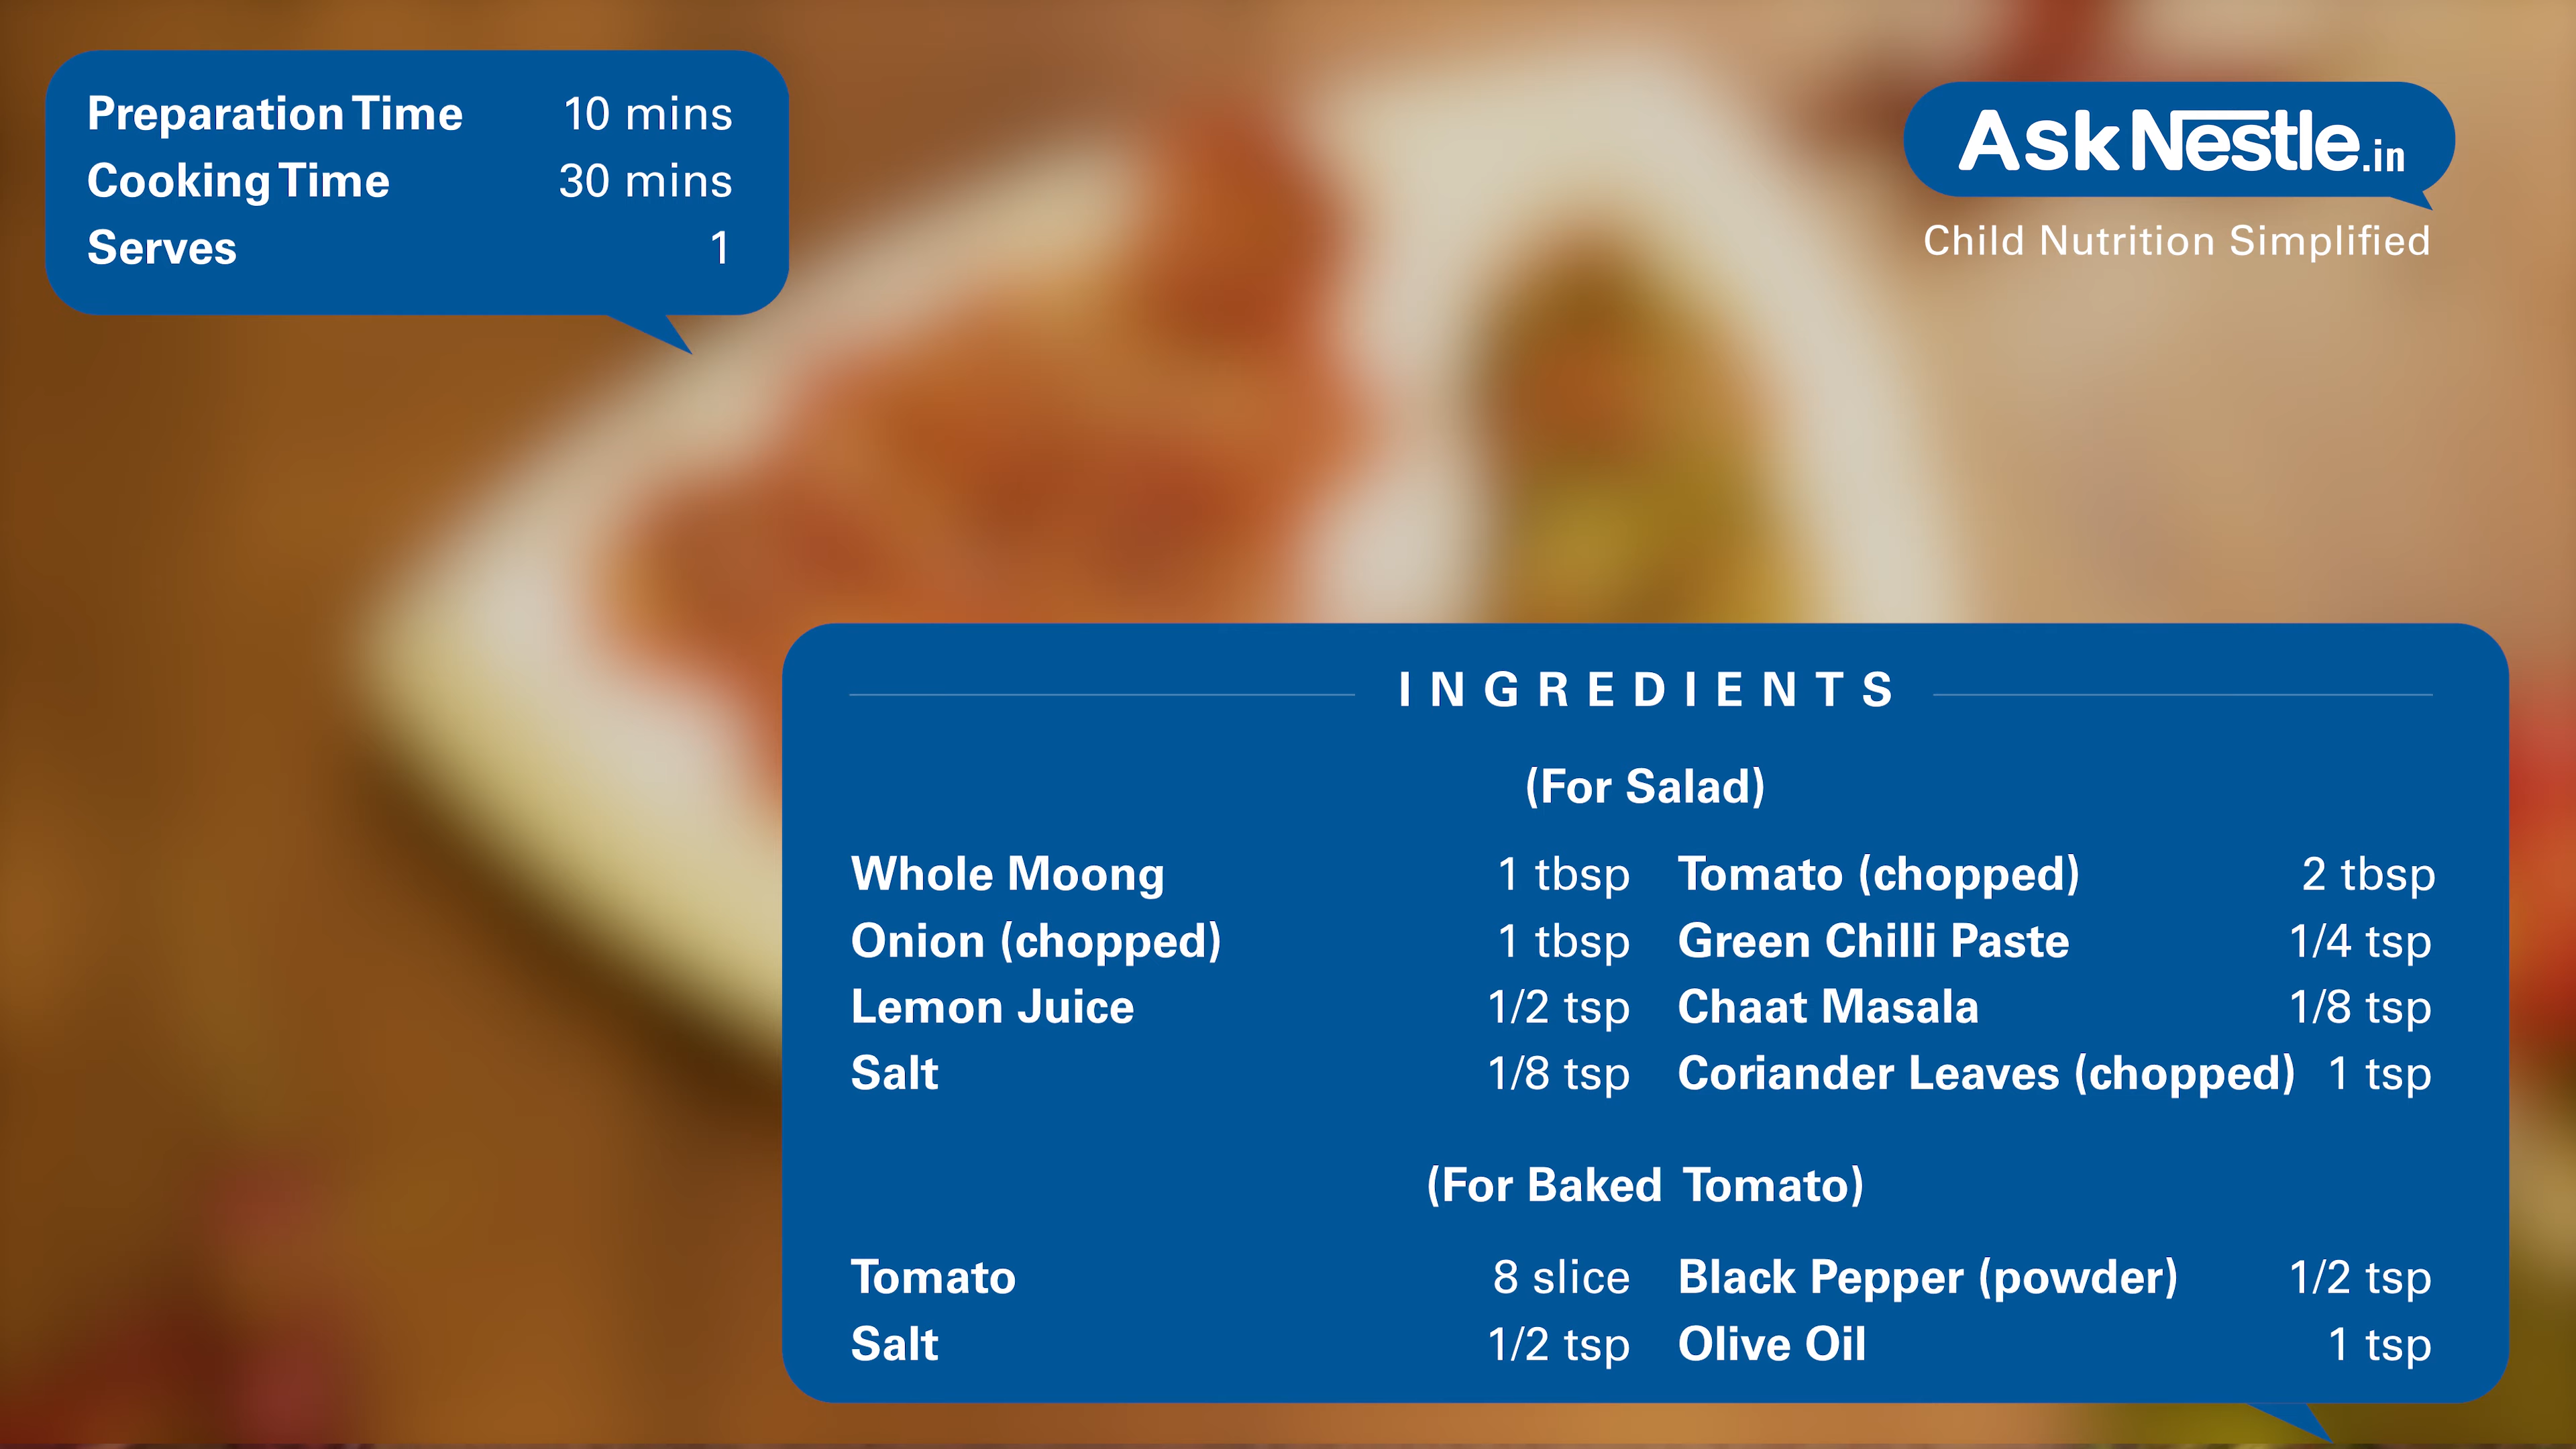 Preparation Time 10 mins
Cooking Time 30 mins
Serves 1
AskNestle.in
Child Nutrition Simplified
INGREDIENTS
(For Salad)
Whole Moong 1 tbsp Tomato (chopped) 2 tbsp
Onion (chopped) 1 tbsp Green Chilli Paste 1/4 tsp
Lemon Juice 1/2 tsp Chaat Masala 1/8 tsp
Salt 1/8 tsp Coriander Leaves (chopped) 1 tsp
(For Baked Tomato)
Tomato 8 slice Black Pepper (powder) 1/2 tsp
Salt 1/2 tsp Olive Oil 1 tsp